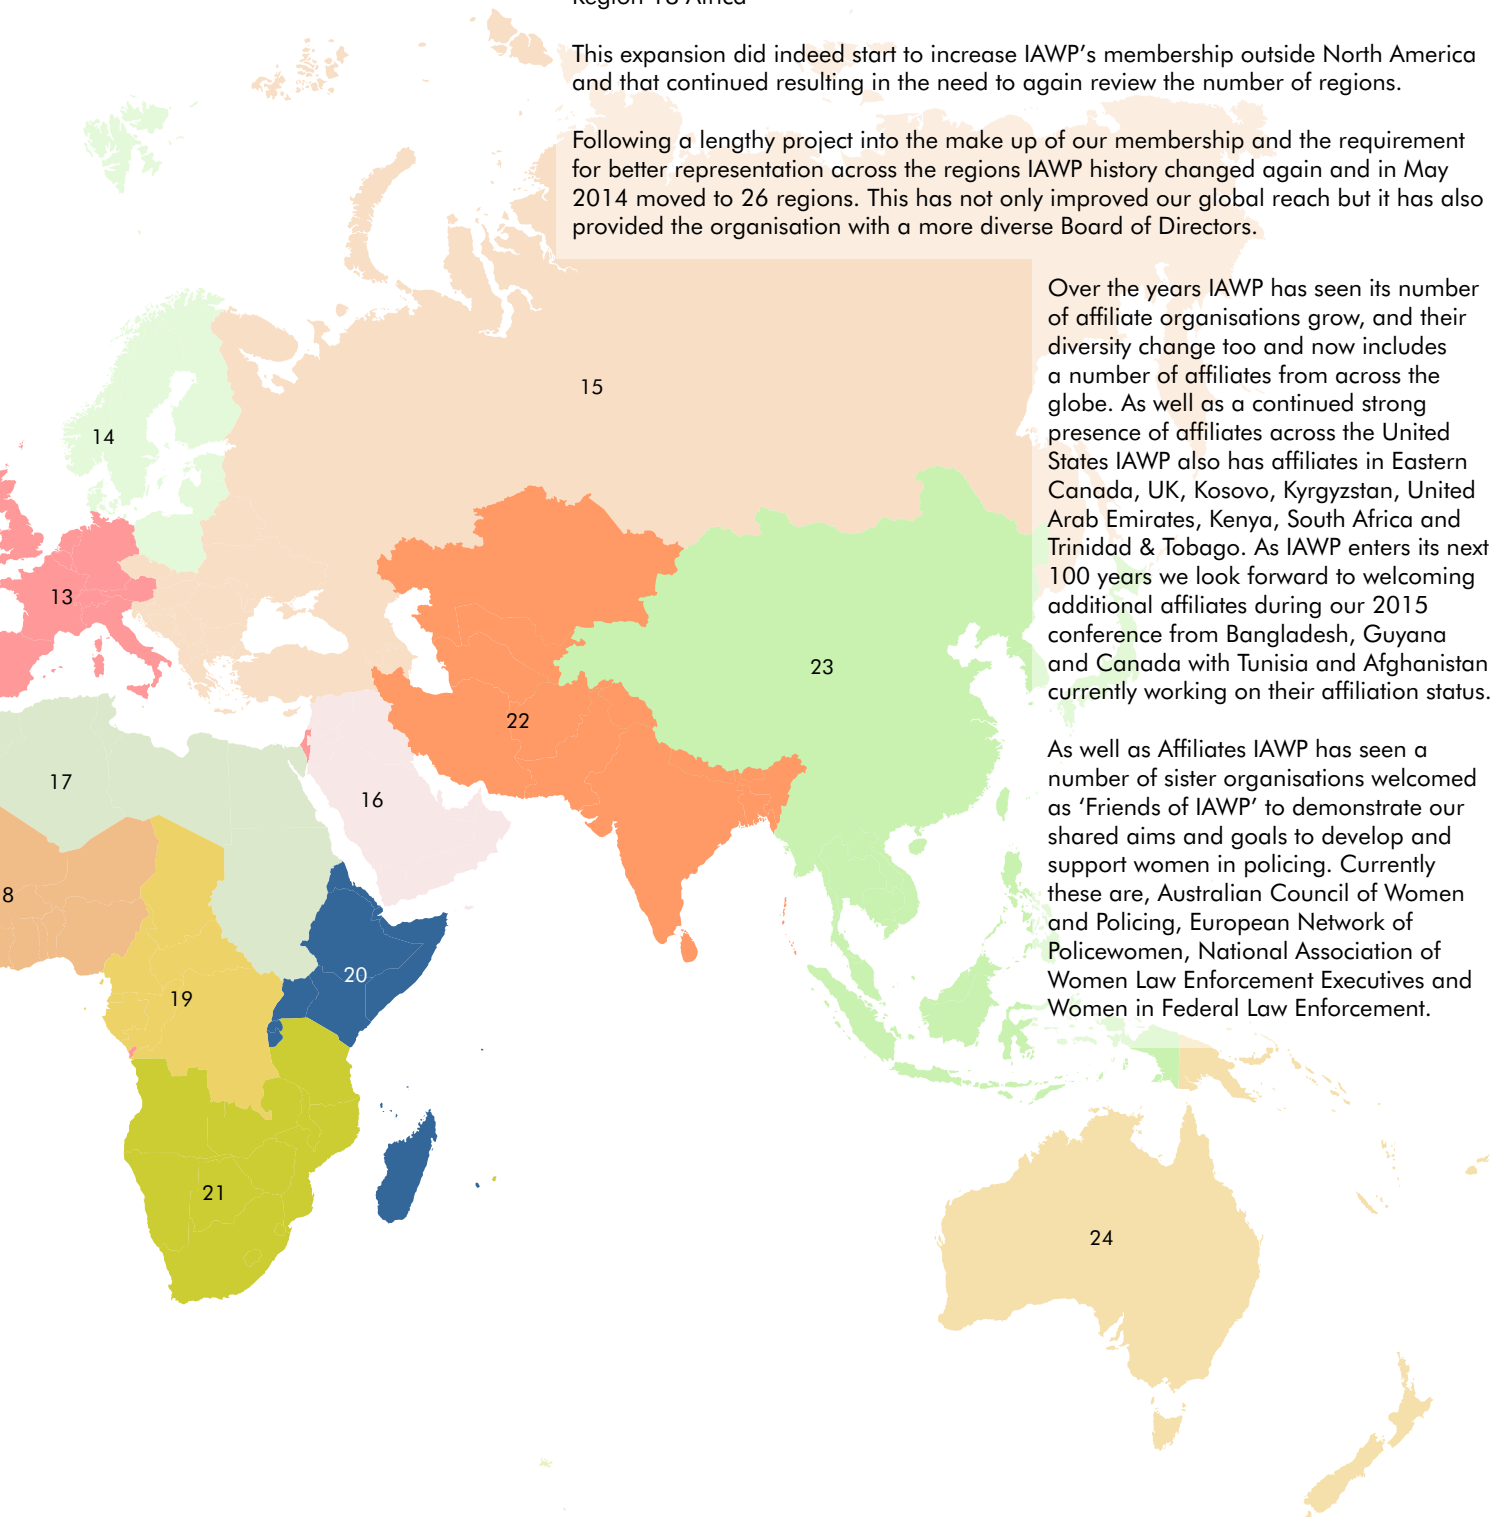 Region 18 Africa
This expansion did indeed start to increase IAWP's membership outside North America
and that continued resulting in the need to again review the number of regions.
Following a lengthy project into the make up of our membership and the requirement
for better representation across the regions IAWP history changed again and in May
2014 moved to 26 regions. This has not only improved our global reach but it has also
provided the organisation with a more diverse Board of Directors.
Over the years IAWP has seen its number
of affiliate organisations grow, and their
diversity change too and now includes
a number of affiliates from across the
globe. As well as a continued strong
presence of affiliates across the United
States IAWP also has affiliates in Eastern
Canada, UK, Kosovo, Kyrgyzstan, United
Arab Emirates, Kenya, South Africa and
Trinidad & Tobago. As IAWP enters its next
100 years we look forward to welcoming
additional affiliates during our 2015
conference from Bangladesh, Guyana
and Canada with Tunisia and Afghanistan
currently working on their affiliation status.
As well as Affiliates IAWP has seen a
number of sister organisations welcomed
as ‘Friends of IAWP’ to demonstrate our
shared aims and goals to develop and
support women in policing. Currently
these are, Australian Council of Women
and Policing, European Network of
Policewomen, National Association of
Women Law Enforcement Executives and
Women in Federal Law Enforcement.
15
14
13
23
22
17
16
8
20
19
21
24